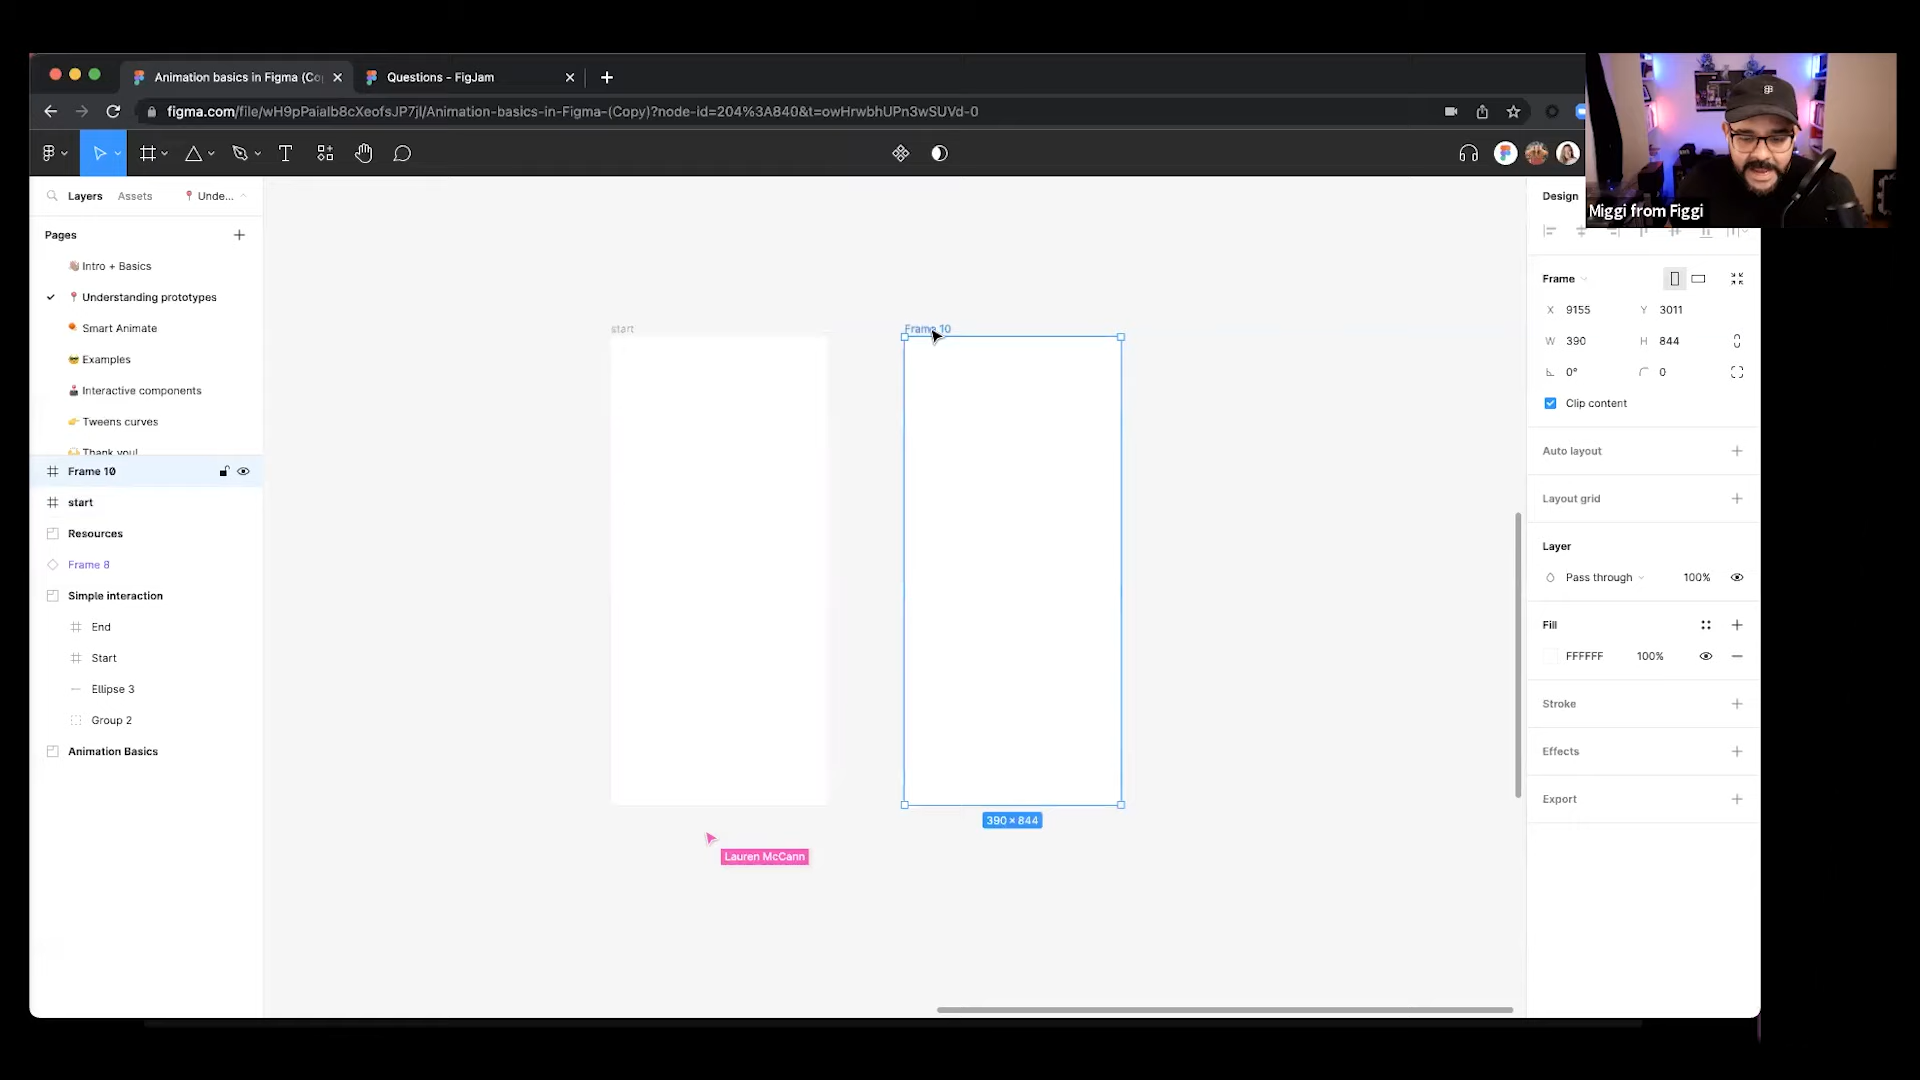 Animation basics in Figma (Co
Questions - FigJam
figma.com/file/wH9pPaialb8cXeofsJP7jl/Animation-basics-in-Figma-(Copy)?node-id=204%3A840&t=owHrwbhUPn3wSUVd-0
Miggi from Figgi
Layers
Assets
Unde...
Design
Pages
Intro + Basics
Understanding prototypes
Smart Animate
Examples
Interactive components
Tweens curves
Thank you!
Frame 10
start
Resources
Frame 8
Simple interaction
End
Start
Ellipse 3
Group 2
Animation Basics
start
Frame 10
390 × 844
Lauren McCann
Frame
X 9155
Y 3011
W 390
H 844
0°
0
Clip content
Auto layout
Layout grid
Layer
Pass through
100%
Fill
FFFFFF
100%
Stroke
Effects
Export